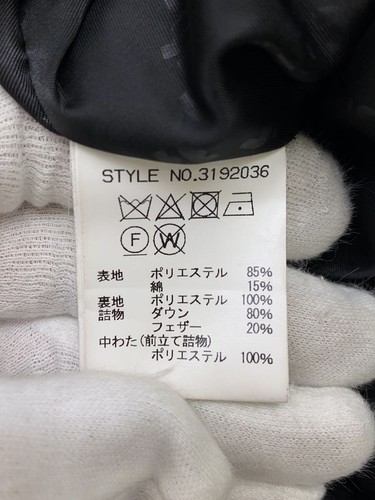 STYLE NO.3192036
F W
表地 ポリエステル 85%
綿 15%
裏地 ポリエステル 100%
詰物 ダウン 80%
フェザー 20%
中わた(前立て詰物)
ポリエステル 100%